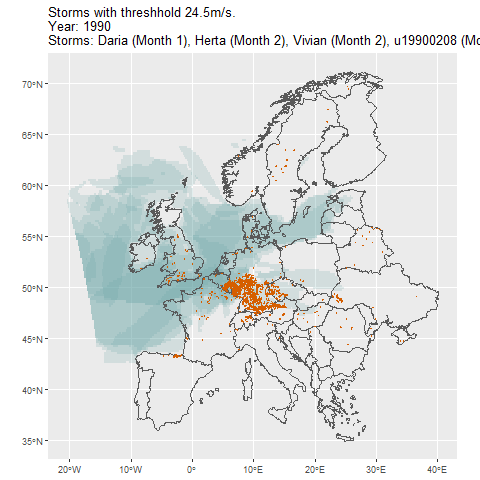 Storms with threshhold 24.5m/s.
Year: 1990
Storms: Daria (Month 1), Herta (Month 2), Vivian (Month 2), u19900208 (Mo
70°N
65°N
60°N
55°N
50°N
45°N
40°N
35°N
20°W 10°W 0° 10°E 20°E 30°E 40°E